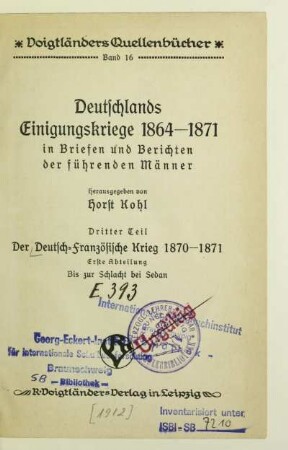 Voigtländers Quellenbücher
Band 16
Deutschlands
Einigungskriege 1864—1871
in Briefen und Berichten
der führenden Männer
Herausgegeben von
Horst Kohl
Dritter Teil
Der Deutsch-Französische Krieg 1870—1871
Erste Abteilung
Bis zur Schlacht bei Sedan
E, 393
Georg-Eckert-
für internationale
Braunschweig
SB - Bibliothek -
R. Voigtländers Verlag in Leipzig
[1912]
Inventarisiert unter
ISBI - SB 7210